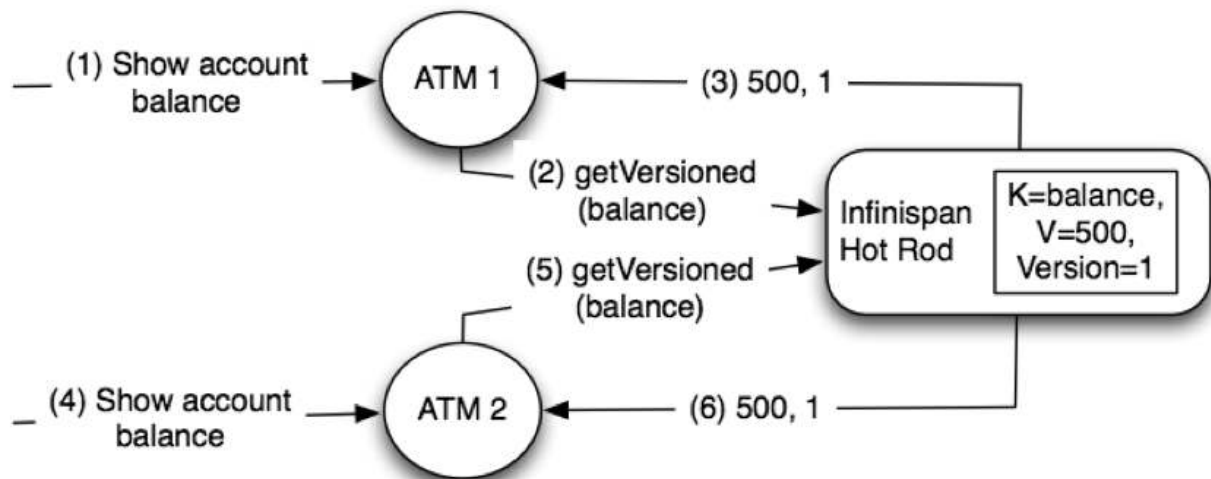 (1) Show account
balance
ATM 1
(3) 500, 1
(2) getVersioned
(balance)
Infinispan
Hot Rod
K=balance,
V=500,
Version=1
(5) getVersioned
(balance)
(4) Show account
balance
ATM 2
(6) 500, 1